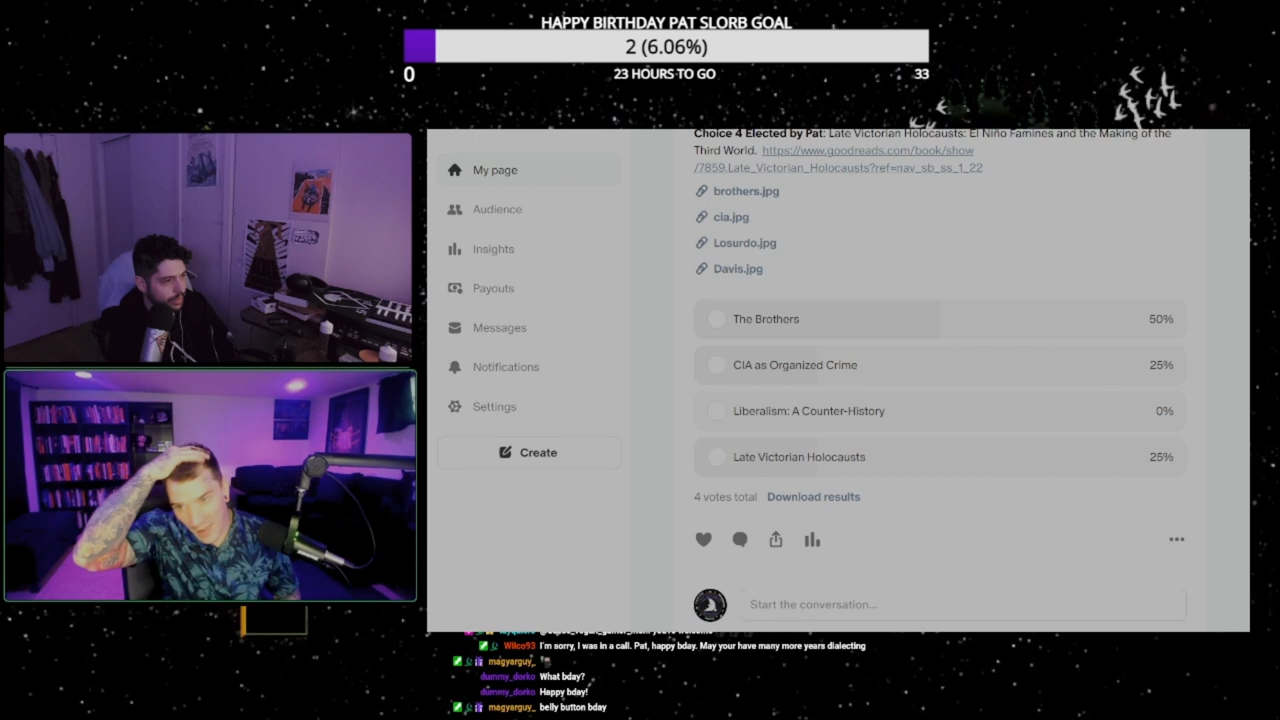 HAPPY BIRTHDAY PAT SLORB GOAL
2 (6.06%)
0
23 HOURS TO GO
33
Choice 4 Elected by Pat: Late Victorian Holocausts: El Niño Famines and the Making of the
Third World. https://www.goodreads.com/book/show
/7859.Late_Victorian_Holocausts?ref=nav_sb_ss_1_22
brothers.jpg
cia.jpg
Losurdo.jpg
Davis.jpg
My page
Audience
Insights
Payouts
Messages
Notifications
Settings
Create
The Brothers 50%
CIA as Organized Crime 25%
Liberalism: A Counter-History 0%
Late Victorian Holocausts 25%
4 votes total Download results
Start the conversation...
Wilco93 I'm sorry, I was in a call. Pat, happy bday. May your have many more years dialecting
magyarguy_
dummy_dorko What bday?
dummy_dorko Happy bday!
magyarguy_ belly button bday